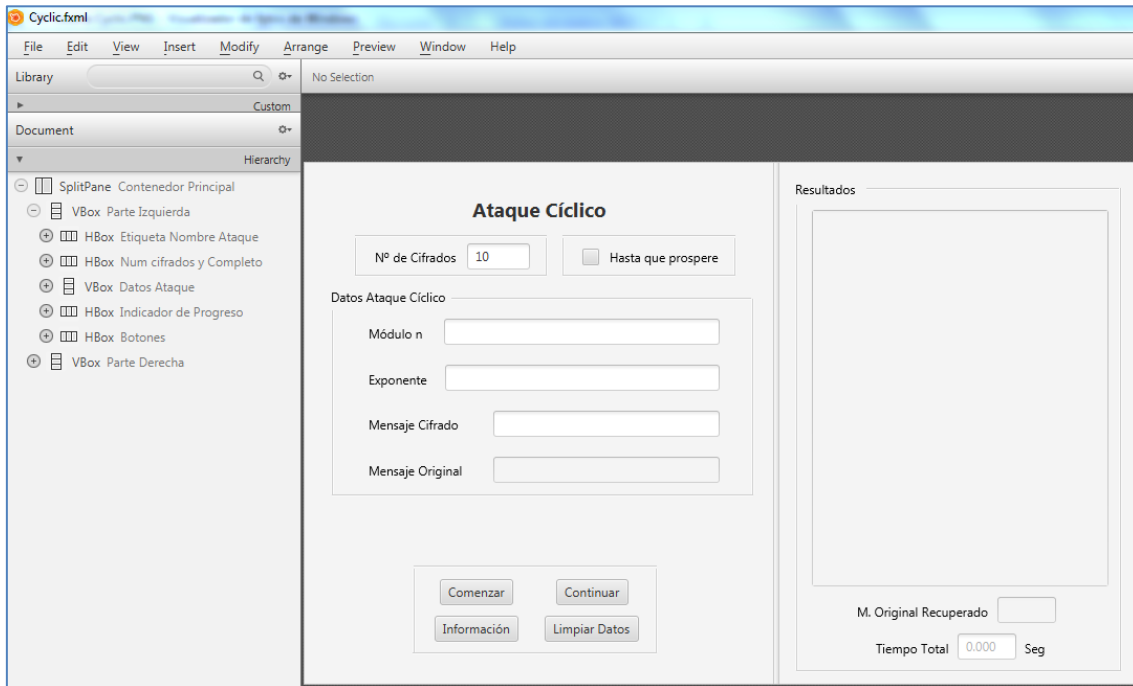 Cyclic.fxml
File Edit View Insert Modify Arrange Preview Window Help
Library
No Selection
Custom
Document
Hierarchy
SplitPane Contenedor Principal
VBox Parte Izquierda
HBox Etiqueta Nombre Ataque
HBox Num cifrados y Completo
VBox Datos Ataque
HBox Indicador de Progreso
HBox Botones
VBox Parte Derecha
Ataque Cíclico
Nº de Cifrados 10
Hasta que prospere
Datos Ataque Cíclico
Módulo n
Exponente
Mensaje Cifrado
Mensaje Original
Comenzar Continuar
Información Limpiar Datos
Resultados
M. Original Recuperado
Tiempo Total 0.000 Seg